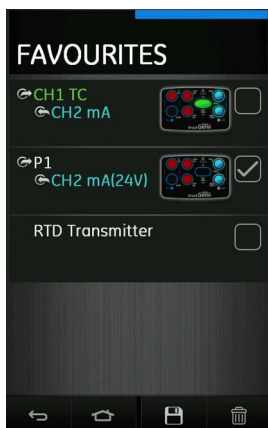 FAVOURITES
CH1 TC
CH2 mA
P1
CH2 mA(24V)
RTD Transmitter